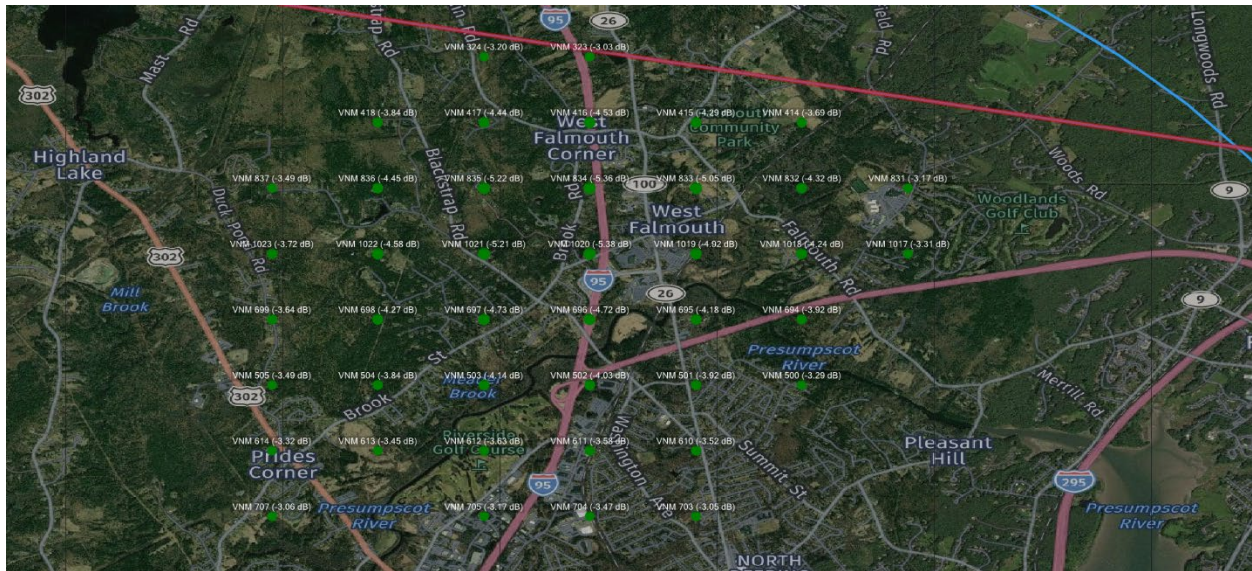 95
26
Mast Rd
Longwoods Rd
VNM 324 (-3.20 dB)
VNM 323 (-3.03 dB)
302
VNM 418 (-3.84 dB)
VNM 417 (-4.44 dB)
VNM 416 (-4.53 dB)
VNM 415 (-4.29 dB)
VNM 414 (-3.69 dB)
West
Falmouth
Corner
Community
Park
Highland
Lake
Blackstrap Rd
100
Woods Rd
9
VNM 837 (-3.49 dB)
VNM 836 (-4.45 dB)
VNM 835 (-5.22 dB)
VNM 834 (-5.36 dB)
VNM 833 (-5.05 dB)
VNM 832 (-4.32 dB)
VNM 831 (-3.17 dB)
Duck Pond Rd
Brook Rd
West
Falmouth
Falmouth Rd
Woodlands
Golf Club
302
VNM 1023 (-3.72 dB)
VNM 1022 (-4.58 dB)
VNM 1021 (-5.21 dB)
VNM 1020 (-5.38 dB)
VNM 1019 (-4.92 dB)
VNM 1018 (-4.24 dB)
VNM 1017 (-3.31 dB)
Mill
Brook
95
26
9
VNM 699 (-3.64 dB)
VNM 698 (-4.27 dB)
VNM 697 (-4.73 dB)
VNM 696 (-4.72 dB)
VNM 695 (-4.18 dB)
VNM 694 (-3.92 dB)
Presumpscot
River
302
VNM 505 (-3.49 dB)
VNM 504 (-3.84 dB)
VNM 503 (-4.14 dB)
VNM 502 (-4.03 dB)
VNM 501 (-3.92 dB)
VNM 500 (-3.29 dB)
Brook St
Meader
Brook
Merrill Rd
Washington Ave
Summit St
VNM 614 (-3.32 dB)
VNM 613 (-3.45 dB)
VNM 612 (-3.63 dB)
VNM 611 (-3.58 dB)
VNM 610 (-3.52 dB)
Prides
Corner
Riverside
Golf Course
Pleasant
Hill
95
295
VNM 707 (-3.06 dB)
VNM 705 (-3.17 dB)
VNM 704 (-3.47 dB)
VNM 703 (-3.05 dB)
Presumpscot
River
Presumpscot
River
NORTH